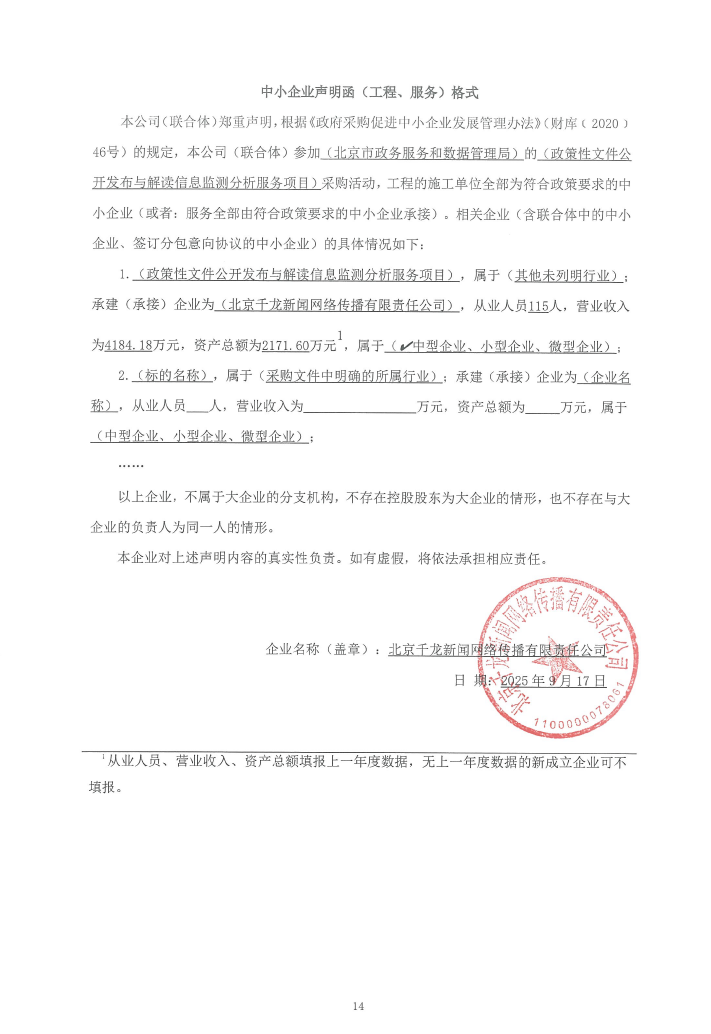 中小企业声明函（工程、服务）格式
本公司（联合体）郑重声明，根据《政府采购促进中小企业发展管理办法》（财库﹝2020﹞
46号）的规定，本公司（联合体）参加（北京市政务服务和数据管理局）的（政策性文件公
开发布与解读信息监测分析服务项目）采购活动，工程的施工单位全部为符合政策要求的中
小企业（或者：服务全部由符合政策要求的中小企业承接）。相关企业（含联合体中的中小
企业、签订分包意向协议的中小企业）的具体情况如下：
1.（政策性文件公开发布与解读信息监测分析服务项目），属于（其他未列明行业）；
承建（承接）企业为（北京千龙新闻网络传播有限责任公司），从业人员115人，营业收入
为4184.18万元，资产总额为2171.60万元1，属于（✔中型企业、小型企业、微型企业）；
2.（标的名称），属于（采购文件中明确的所属行业）；承建（承接）企业为（企业名
称），从业人员___人，营业收入为________________万元，资产总额为_____万元，属于
（中型企业、小型企业、微型企业）；
……
以上企业，不属于大企业的分支机构，不存在控股股东为大企业的情形，也不存在与大
企业的负责人为同一人的情形。
本企业对上述声明内容的真实性负责。如有虚假，将依法承担相应责任。
企业名称（盖章）：北京千龙新闻网络传播有限责任公司
日 期：2025年9月17日
北京千龙新闻网络传播有限责任公司
1100000078061
1从业人员、营业收入、资产总额填报上一年度数据，无上一年度数据的新成立企业可不
填报。
14